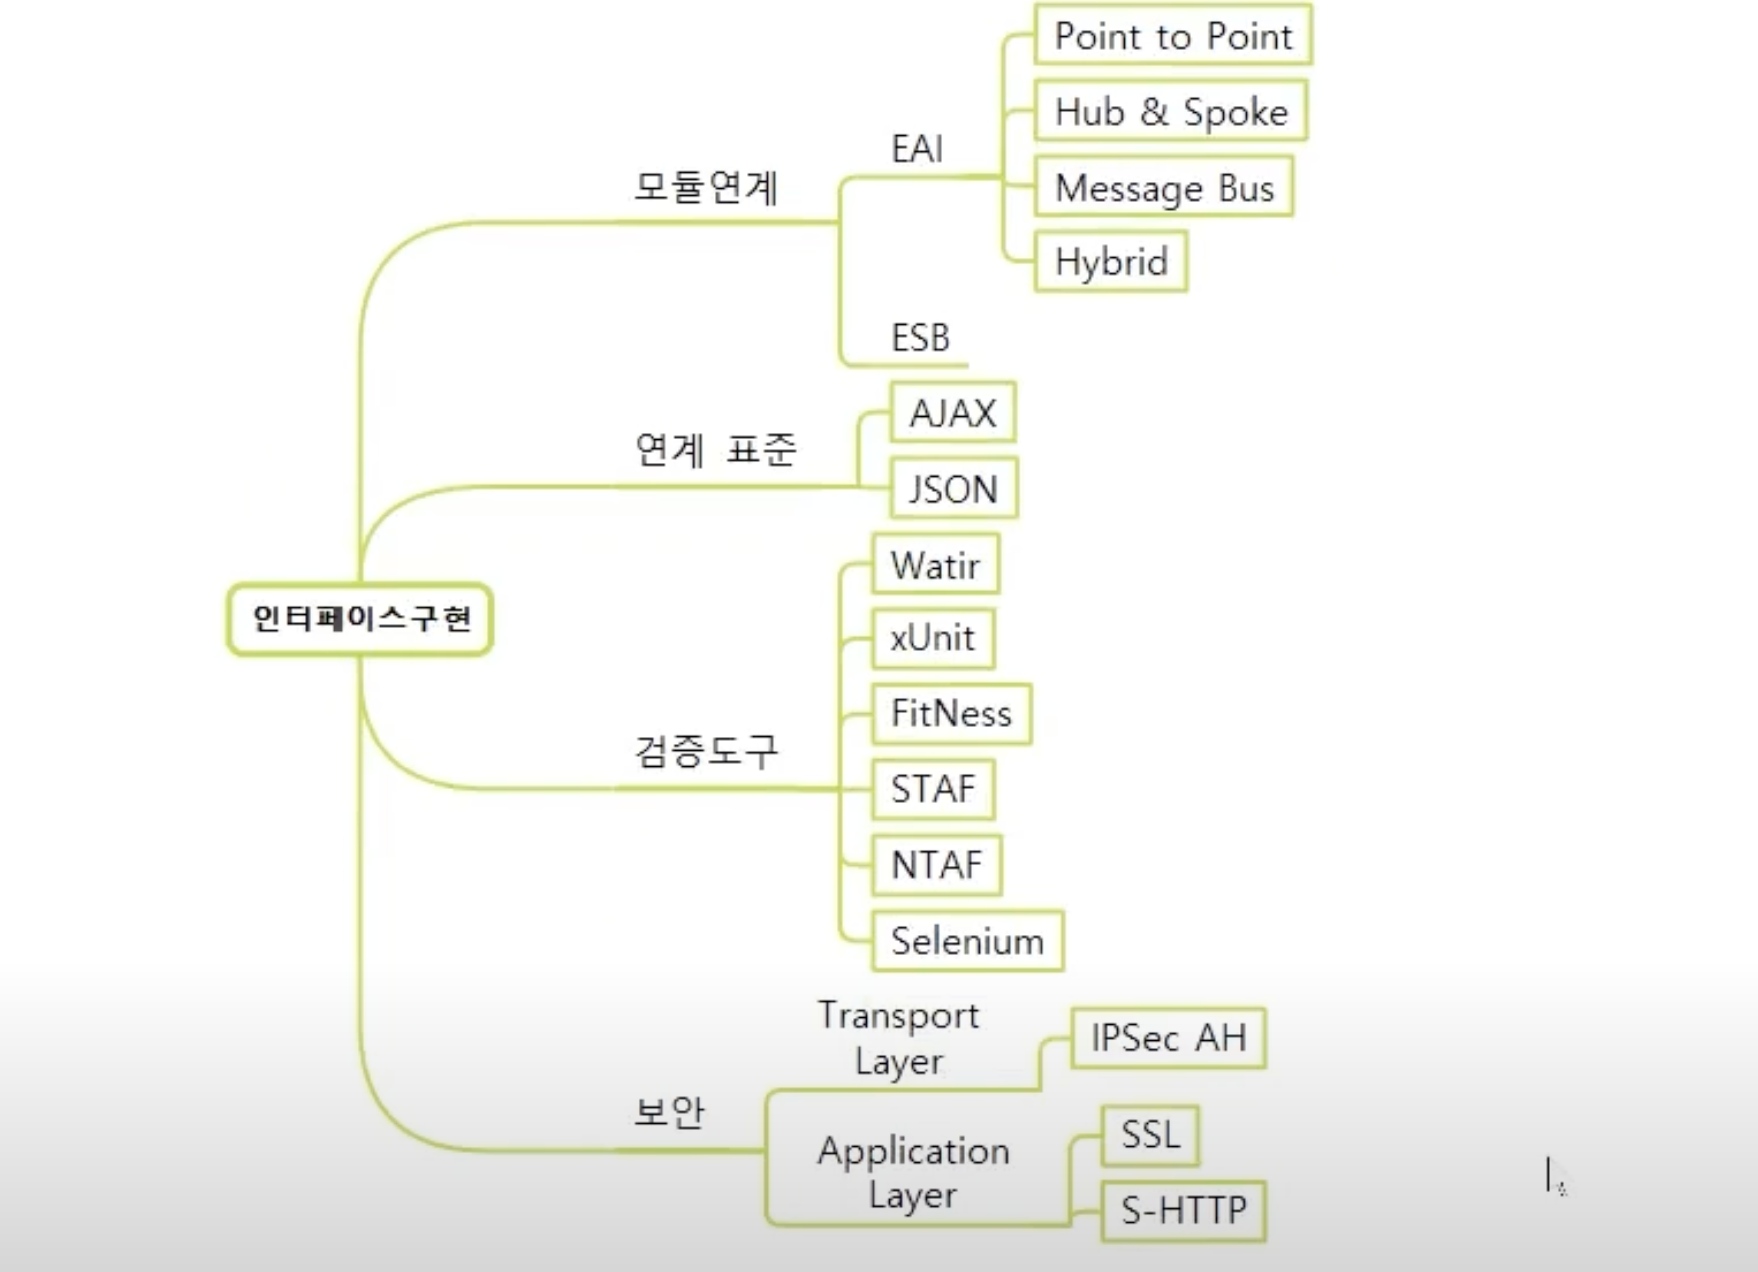 Point to Point
Hub & Spoke
EAI
Message Bus
모듈연계
Hybrid
ESB
AJAX
연계 표준
JSON
Watir
인터페이스구현
xUnit
FitNess
검증도구
STAF
NTAF
Selenium
Transport
Layer
IPSec AH
보안
Application
Layer
SSL
S-HTTP